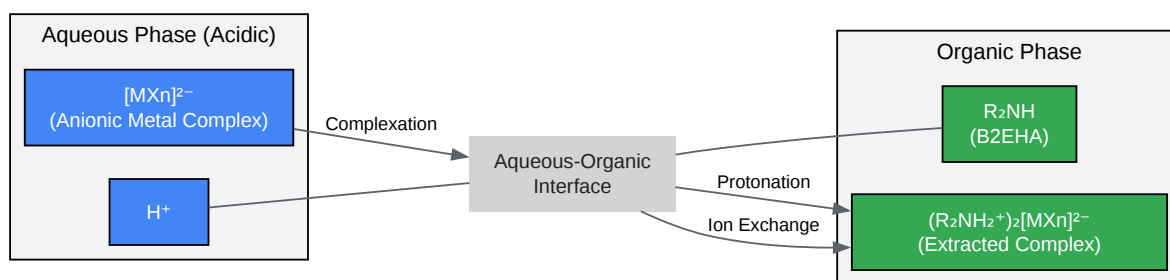 Aqueous Phase (Acidic)
[MXn]²⁻
(Anionic Metal Complex)
H⁺
Complexation
Aqueous-Organic
Interface
Protonation
Ion Exchange
Organic Phase
R₂NH
(B2EHA)
(R₂NH₂⁺)₂[MXn]²⁻
(Extracted Complex)